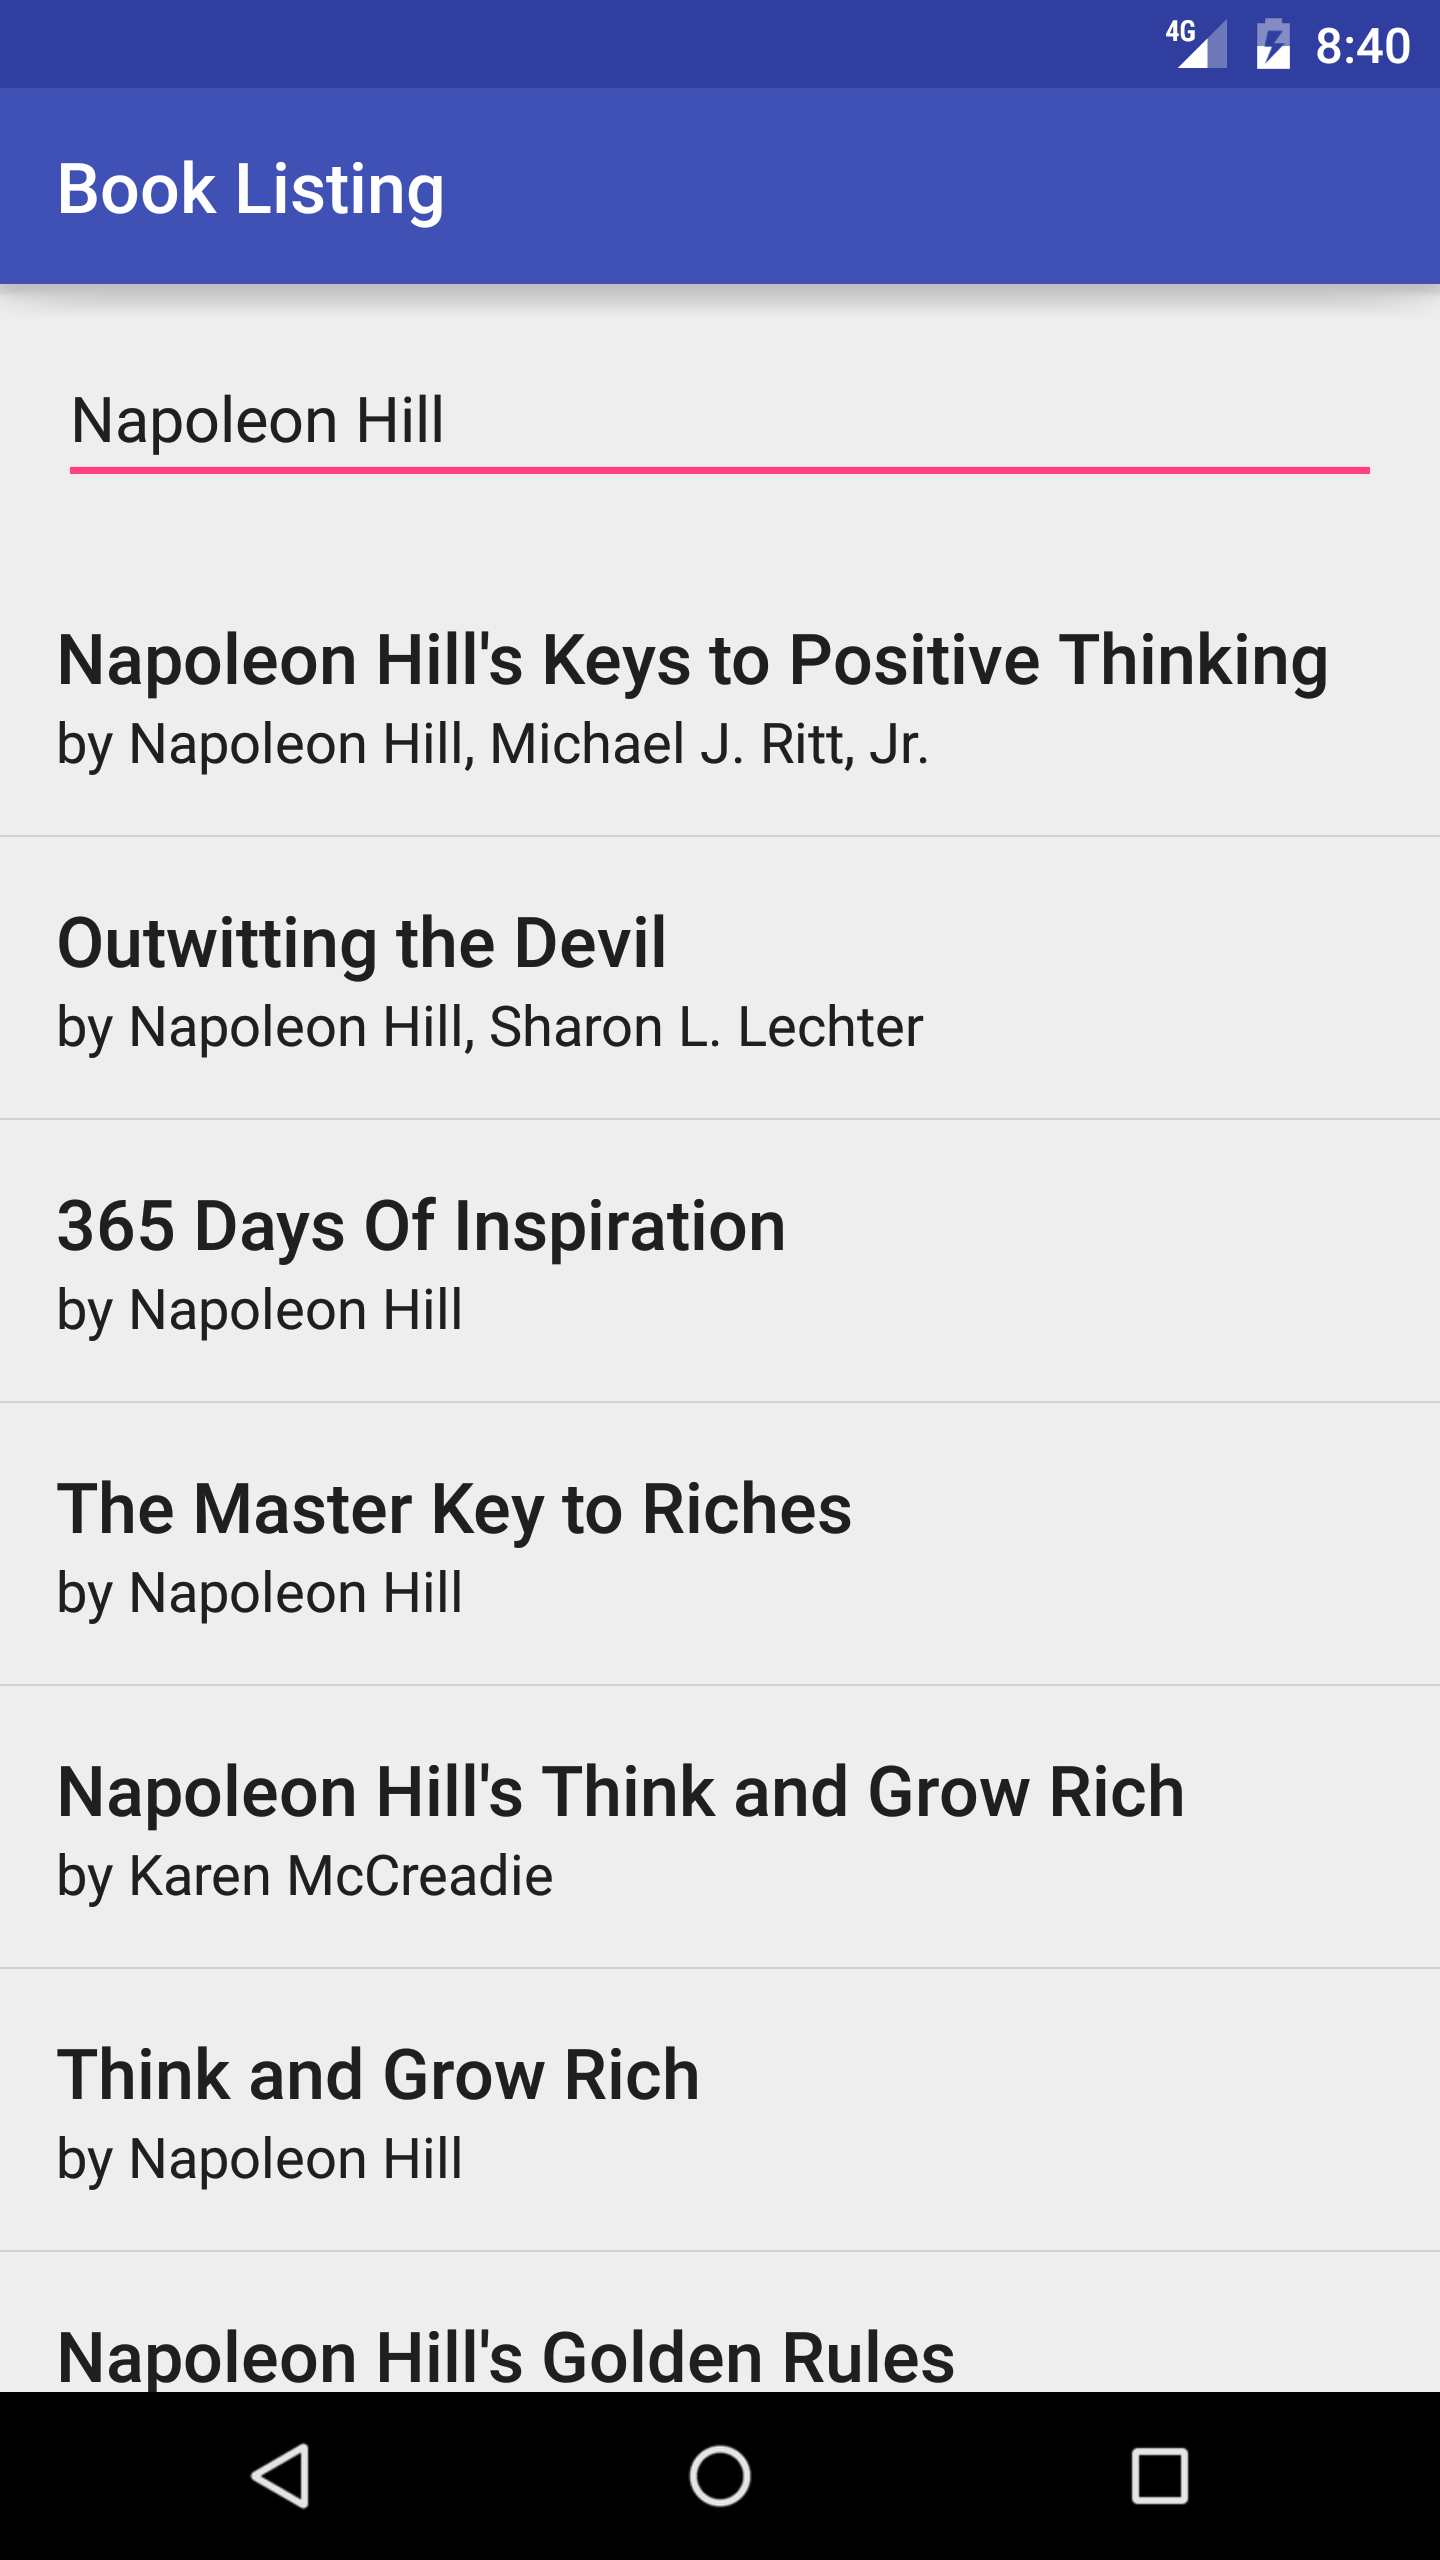 4G 8:40
Book Listing
Napoleon Hill
Napoleon Hill's Keys to Positive Thinking
by Napoleon Hill, Michael J. Ritt, Jr.
Outwitting the Devil
by Napoleon Hill, Sharon L. Lechter
365 Days Of Inspiration
by Napoleon Hill
The Master Key to Riches
by Napoleon Hill
Napoleon Hill's Think and Grow Rich
by Karen McCreadie
Think and Grow Rich
by Napoleon Hill
Napoleon Hill's Golden Rules